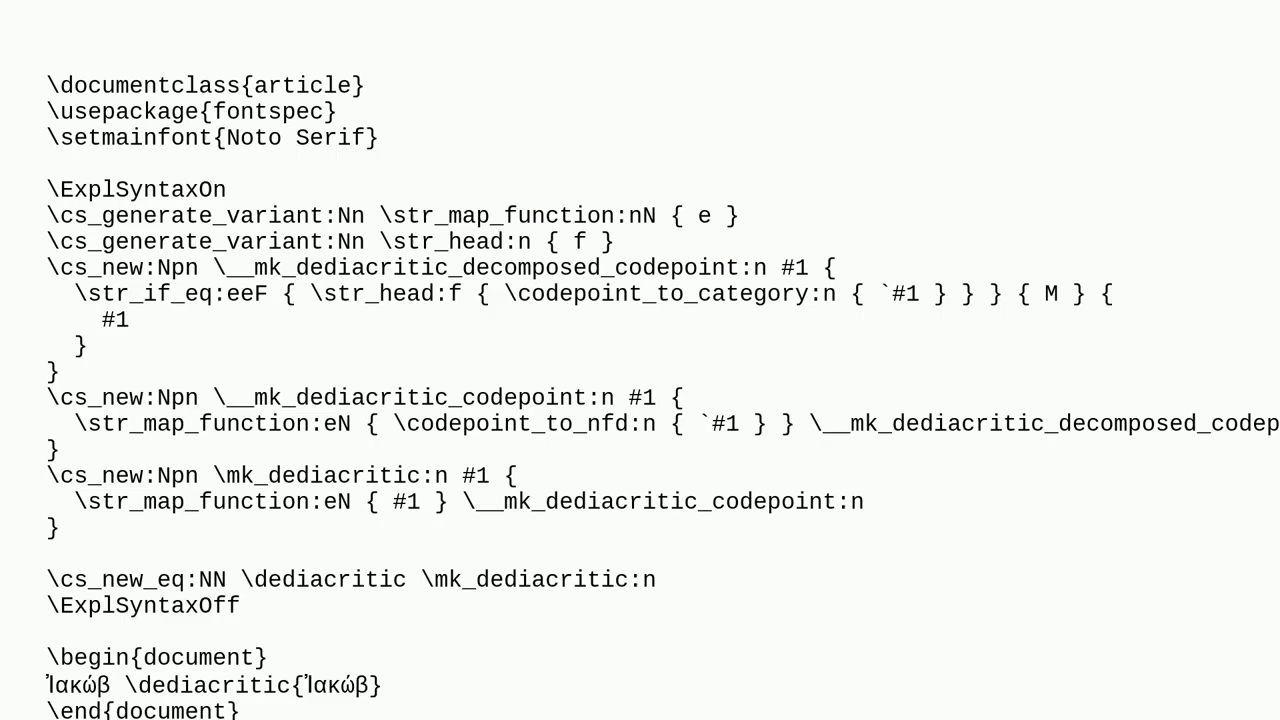 \documentclass{article}
\usepackage{fontspec}
\setmainfont{Noto Serif}
\ExplSyntaxOn
\cs_generate_variant:Nn \str_map_function:nN { e }
\cs_generate_variant:Nn \str_head:n { f }
\cs_new:Npn \__mk_dediacritic_decomposed_codepoint:n #1 {
\str_if_eq:eeF { \str_head:f { \codepoint_to_category:n { `#1 } } } { M } {
#1
}
}
\cs_new:Npn \__mk_dediacritic_codepoint:n #1 {
\str_map_function:eN { \codepoint_to_nfd:n { `#1 } } \__mk_dediacritic_decomposed_codep
}
\cs_new:Npn \mk_dediacritic:n #1 {
\str_map_function:eN { #1 } \__mk_dediacritic_codepoint:n
}
\cs_new_eq:NN \dediacritic \mk_dediacritic:n
\ExplSyntaxOff
\begin{document}
Ἰακώβ \dediacritic{Ἰακώβ}
\end{document}